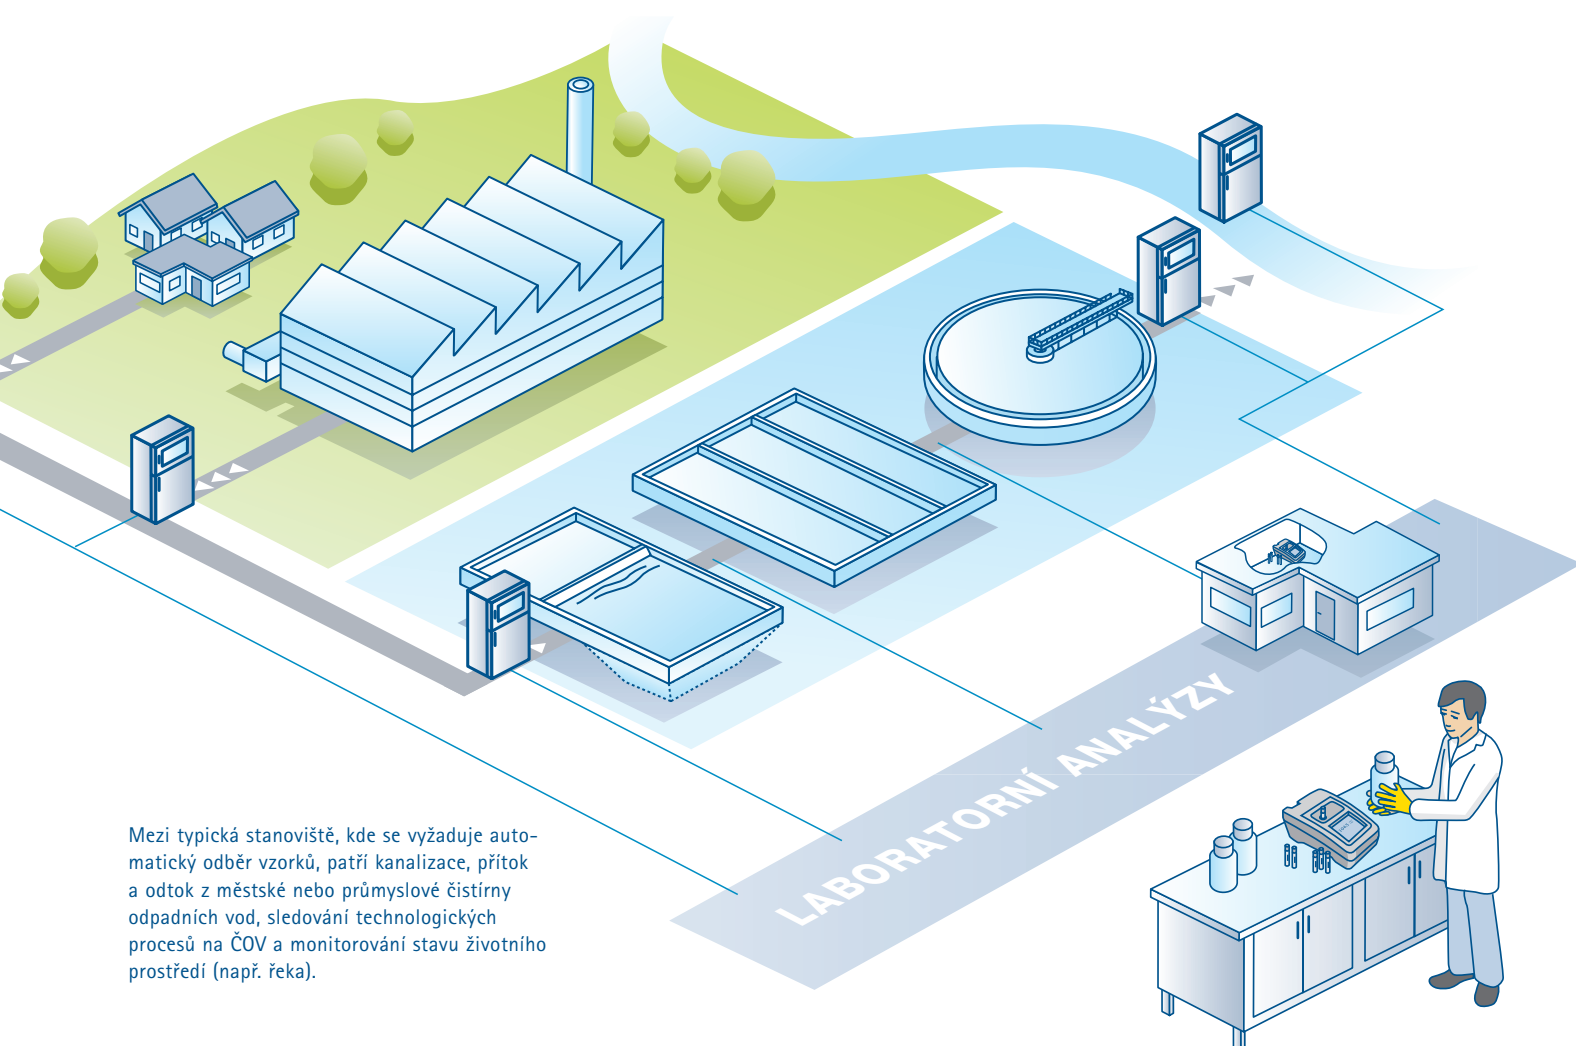 Mezi typická stanoviště, kde se vyžaduje auto-
matický odběr vzorků, patří kanalizace, přítok
a odtok z městské nebo průmyslové čistírny
odpadních vod, sledování technologických
procesů na ČOV a monitorování stavu životního
prostředí (např. řeka).
LABORATORNÍ ANALÝZY